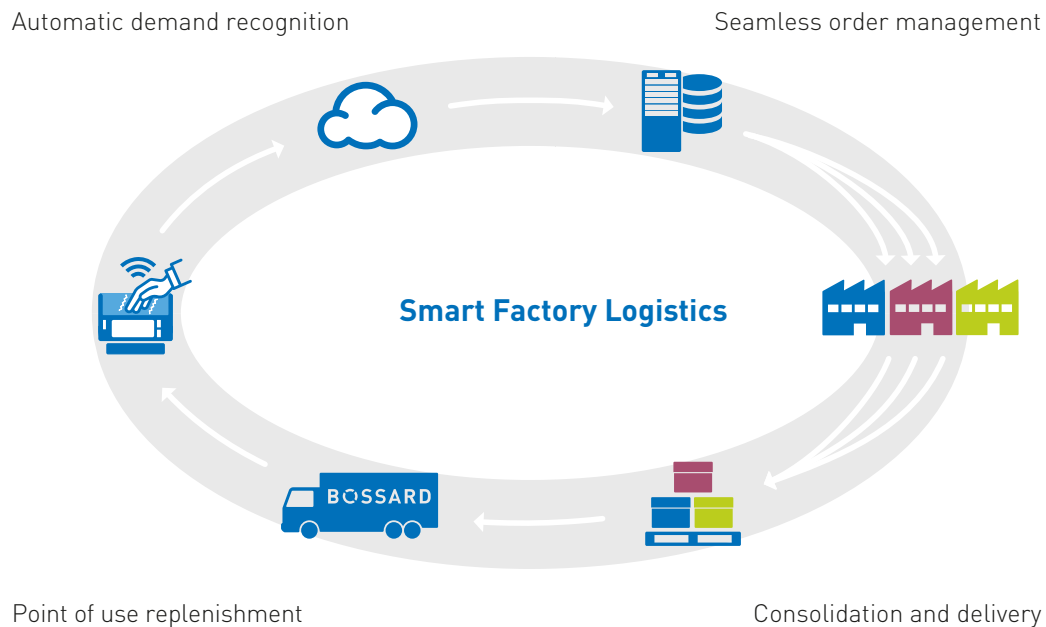 Automatic demand recognition
Seamless order management
Smart Factory Logistics
BOSSARD
Point of use replenishment
Consolidation and delivery